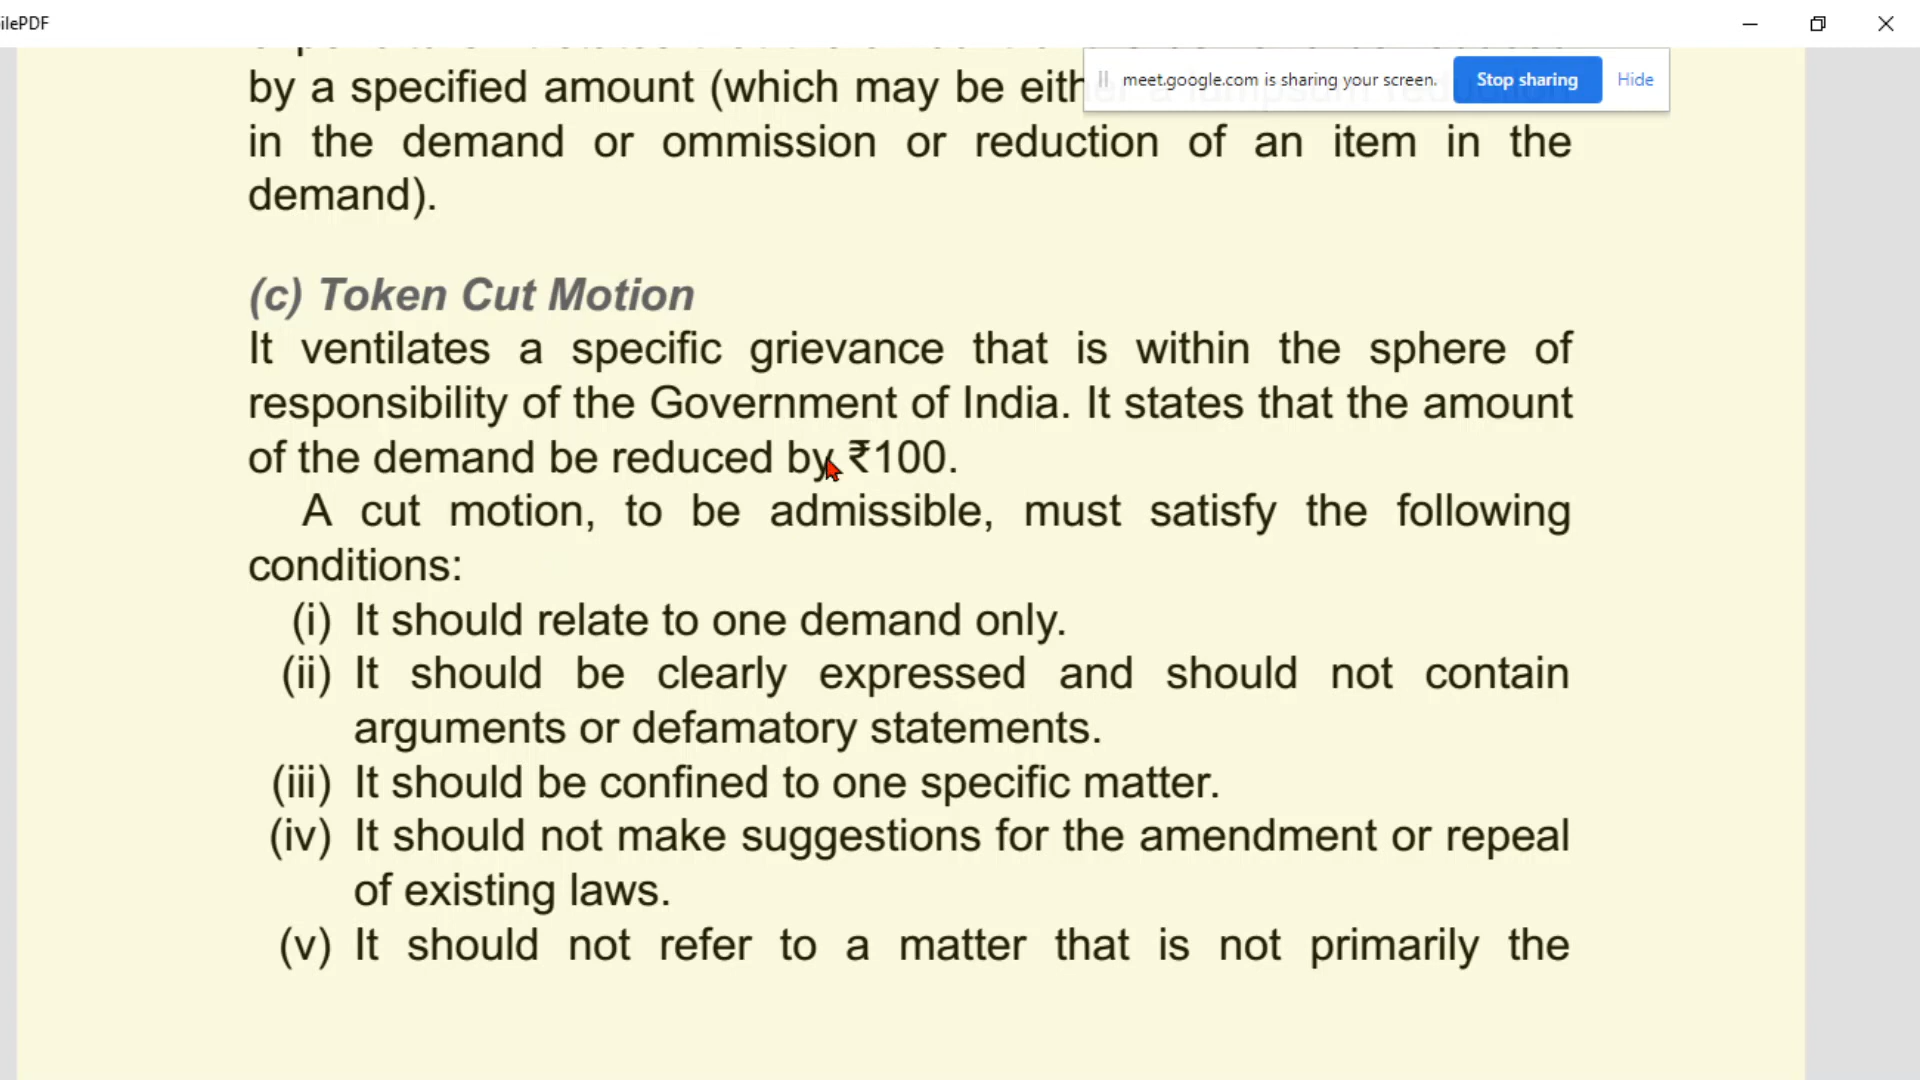 ilePDF
meet.google.com is sharing your screen. Stop sharing Hide
by a specified amount (which may be either a lumpsum reduction
in the demand or ommission or reduction of an item in the
demand).
(c) Token Cut Motion
It ventilates a specific grievance that is within the sphere of
responsibility of the Government of India. It states that the amount
of the demand be reduced by ₹100.
A cut motion, to be admissible, must satisfy the following
conditions:
(i) It should relate to one demand only.
(ii) It should be clearly expressed and should not contain
arguments or defamatory statements.
(iii) It should be confined to one specific matter.
(iv) It should not make suggestions for the amendment or repeal
of existing laws.
(v) It should not refer to a matter that is not primarily the